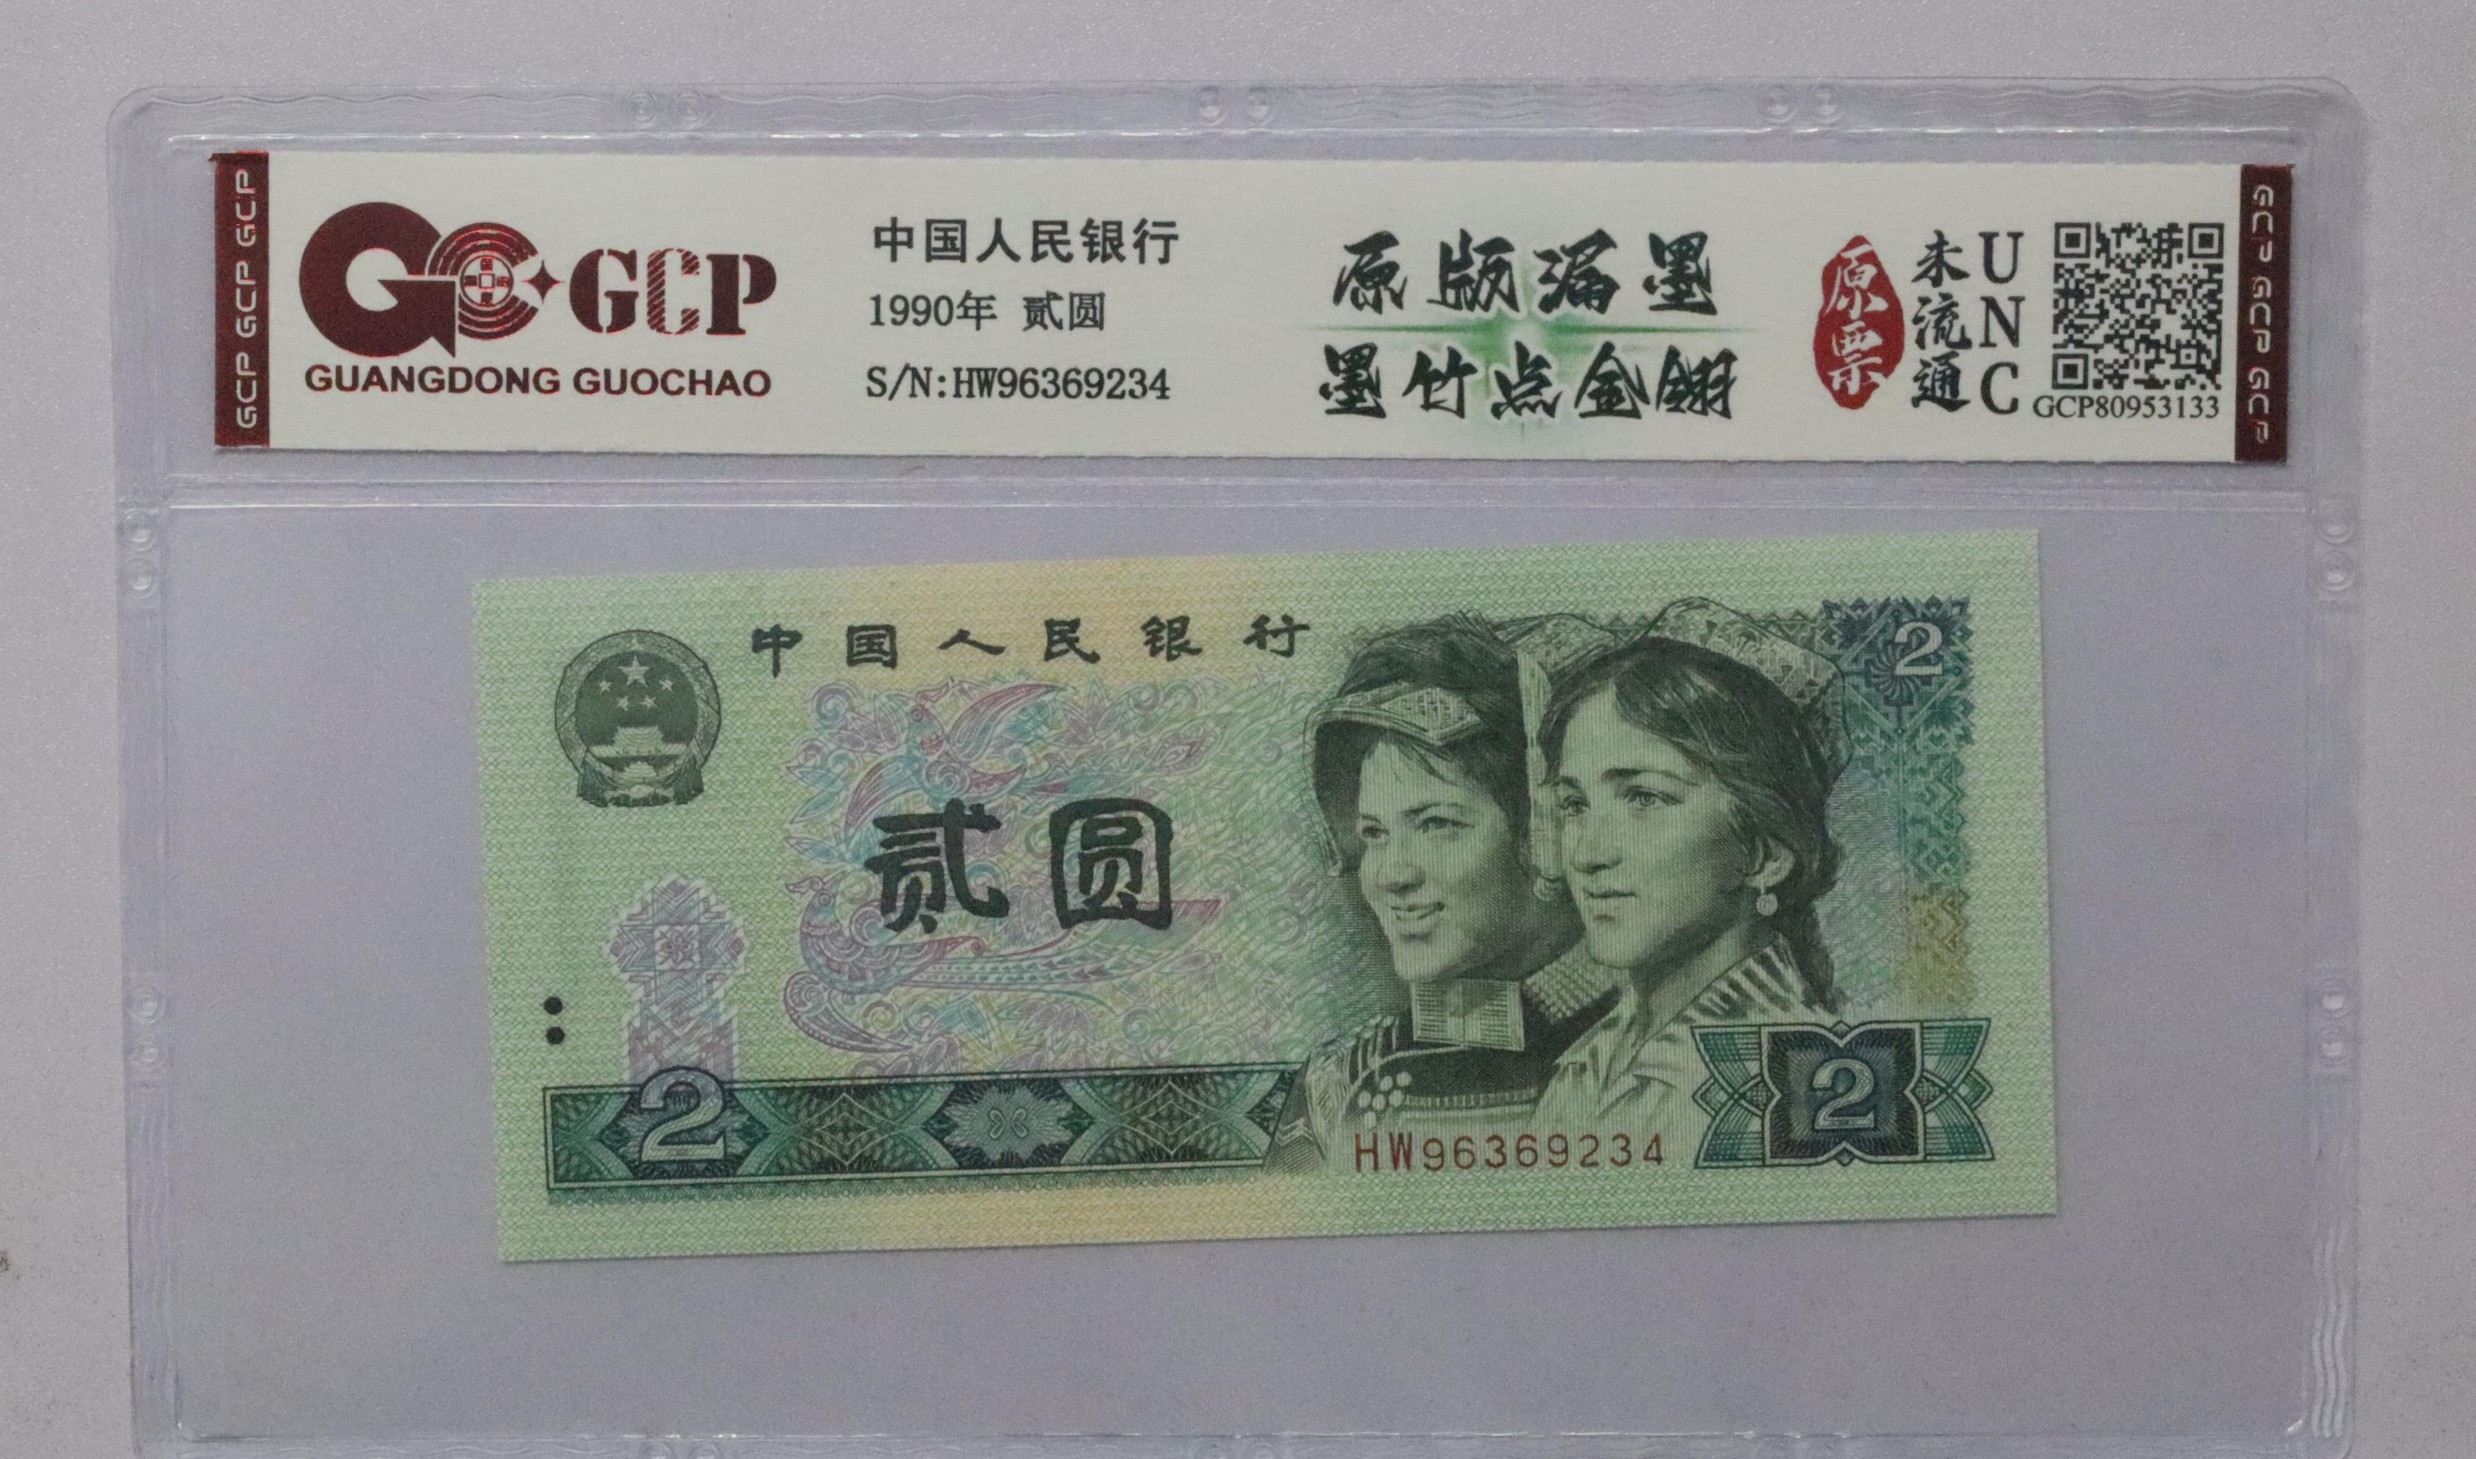 GCP GCP GCP
GCP
GUANGDONG GUOCHAO
中国人民银行
1990年 贰圆
S/N:HW96369234
原版漏墨
墨竹点金翅
原票
未流通
UNC
GCP80953133
GCP GCP GCP
中国人民银行
2
贰圆
2
HW96369234
2